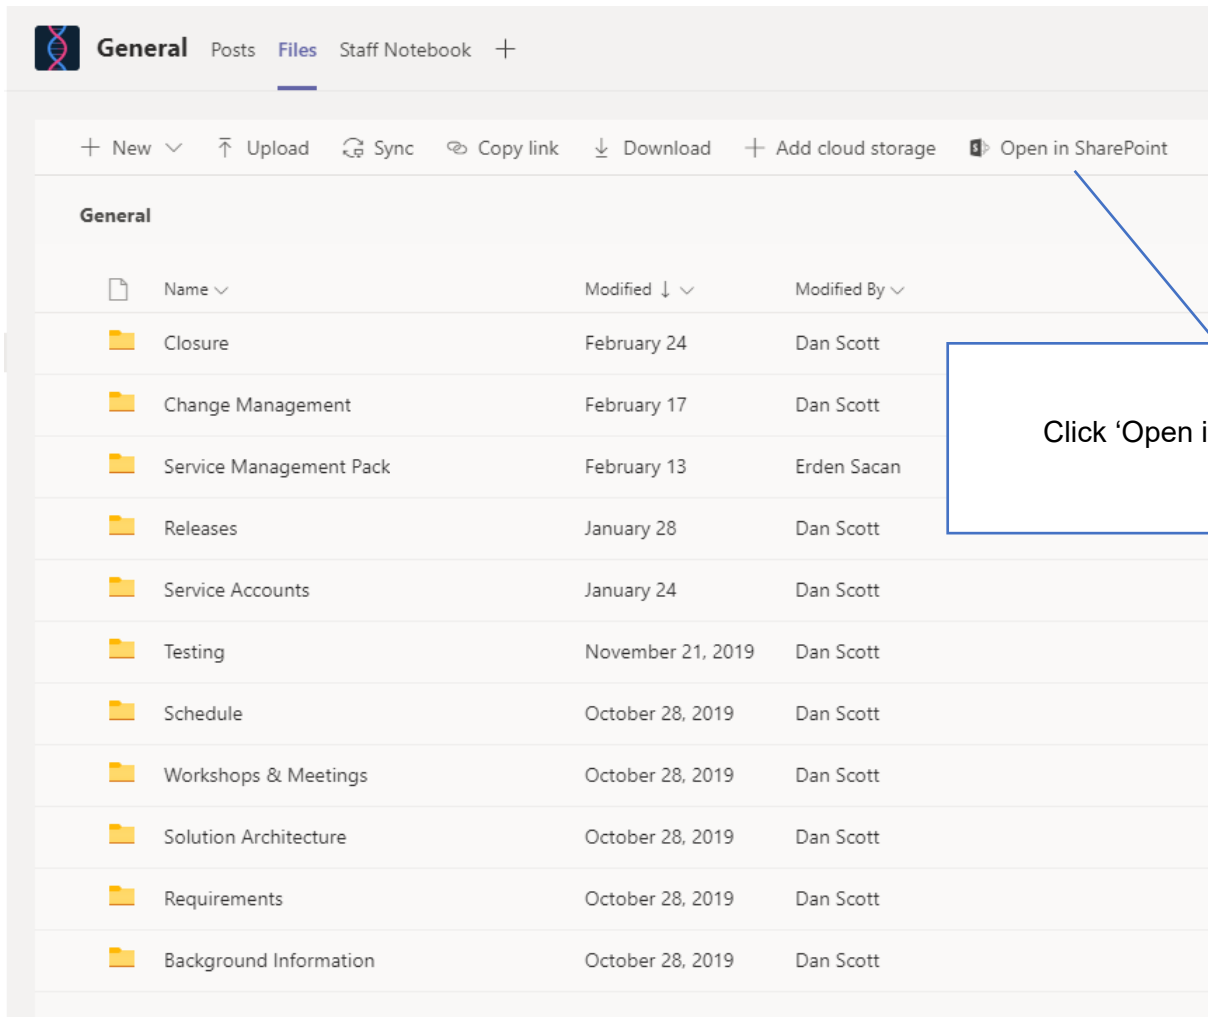 General Posts Files Staff Notebook
New Upload Sync Copy link Download Add cloud storage Open in SharePoint
General
Name Modified Modified By
Closure February 24 Dan Scott
Change Management February 17 Dan Scott
Click ‘Open i
Service Management Pack February 13 Erden Sacan
Releases January 28 Dan Scott
Service Accounts January 24 Dan Scott
Testing November 21, 2019 Dan Scott
Schedule October 28, 2019 Dan Scott
Workshops & Meetings October 28, 2019 Dan Scott
Solution Architecture October 28, 2019 Dan Scott
Requirements October 28, 2019 Dan Scott
Background Information October 28, 2019 Dan Scott